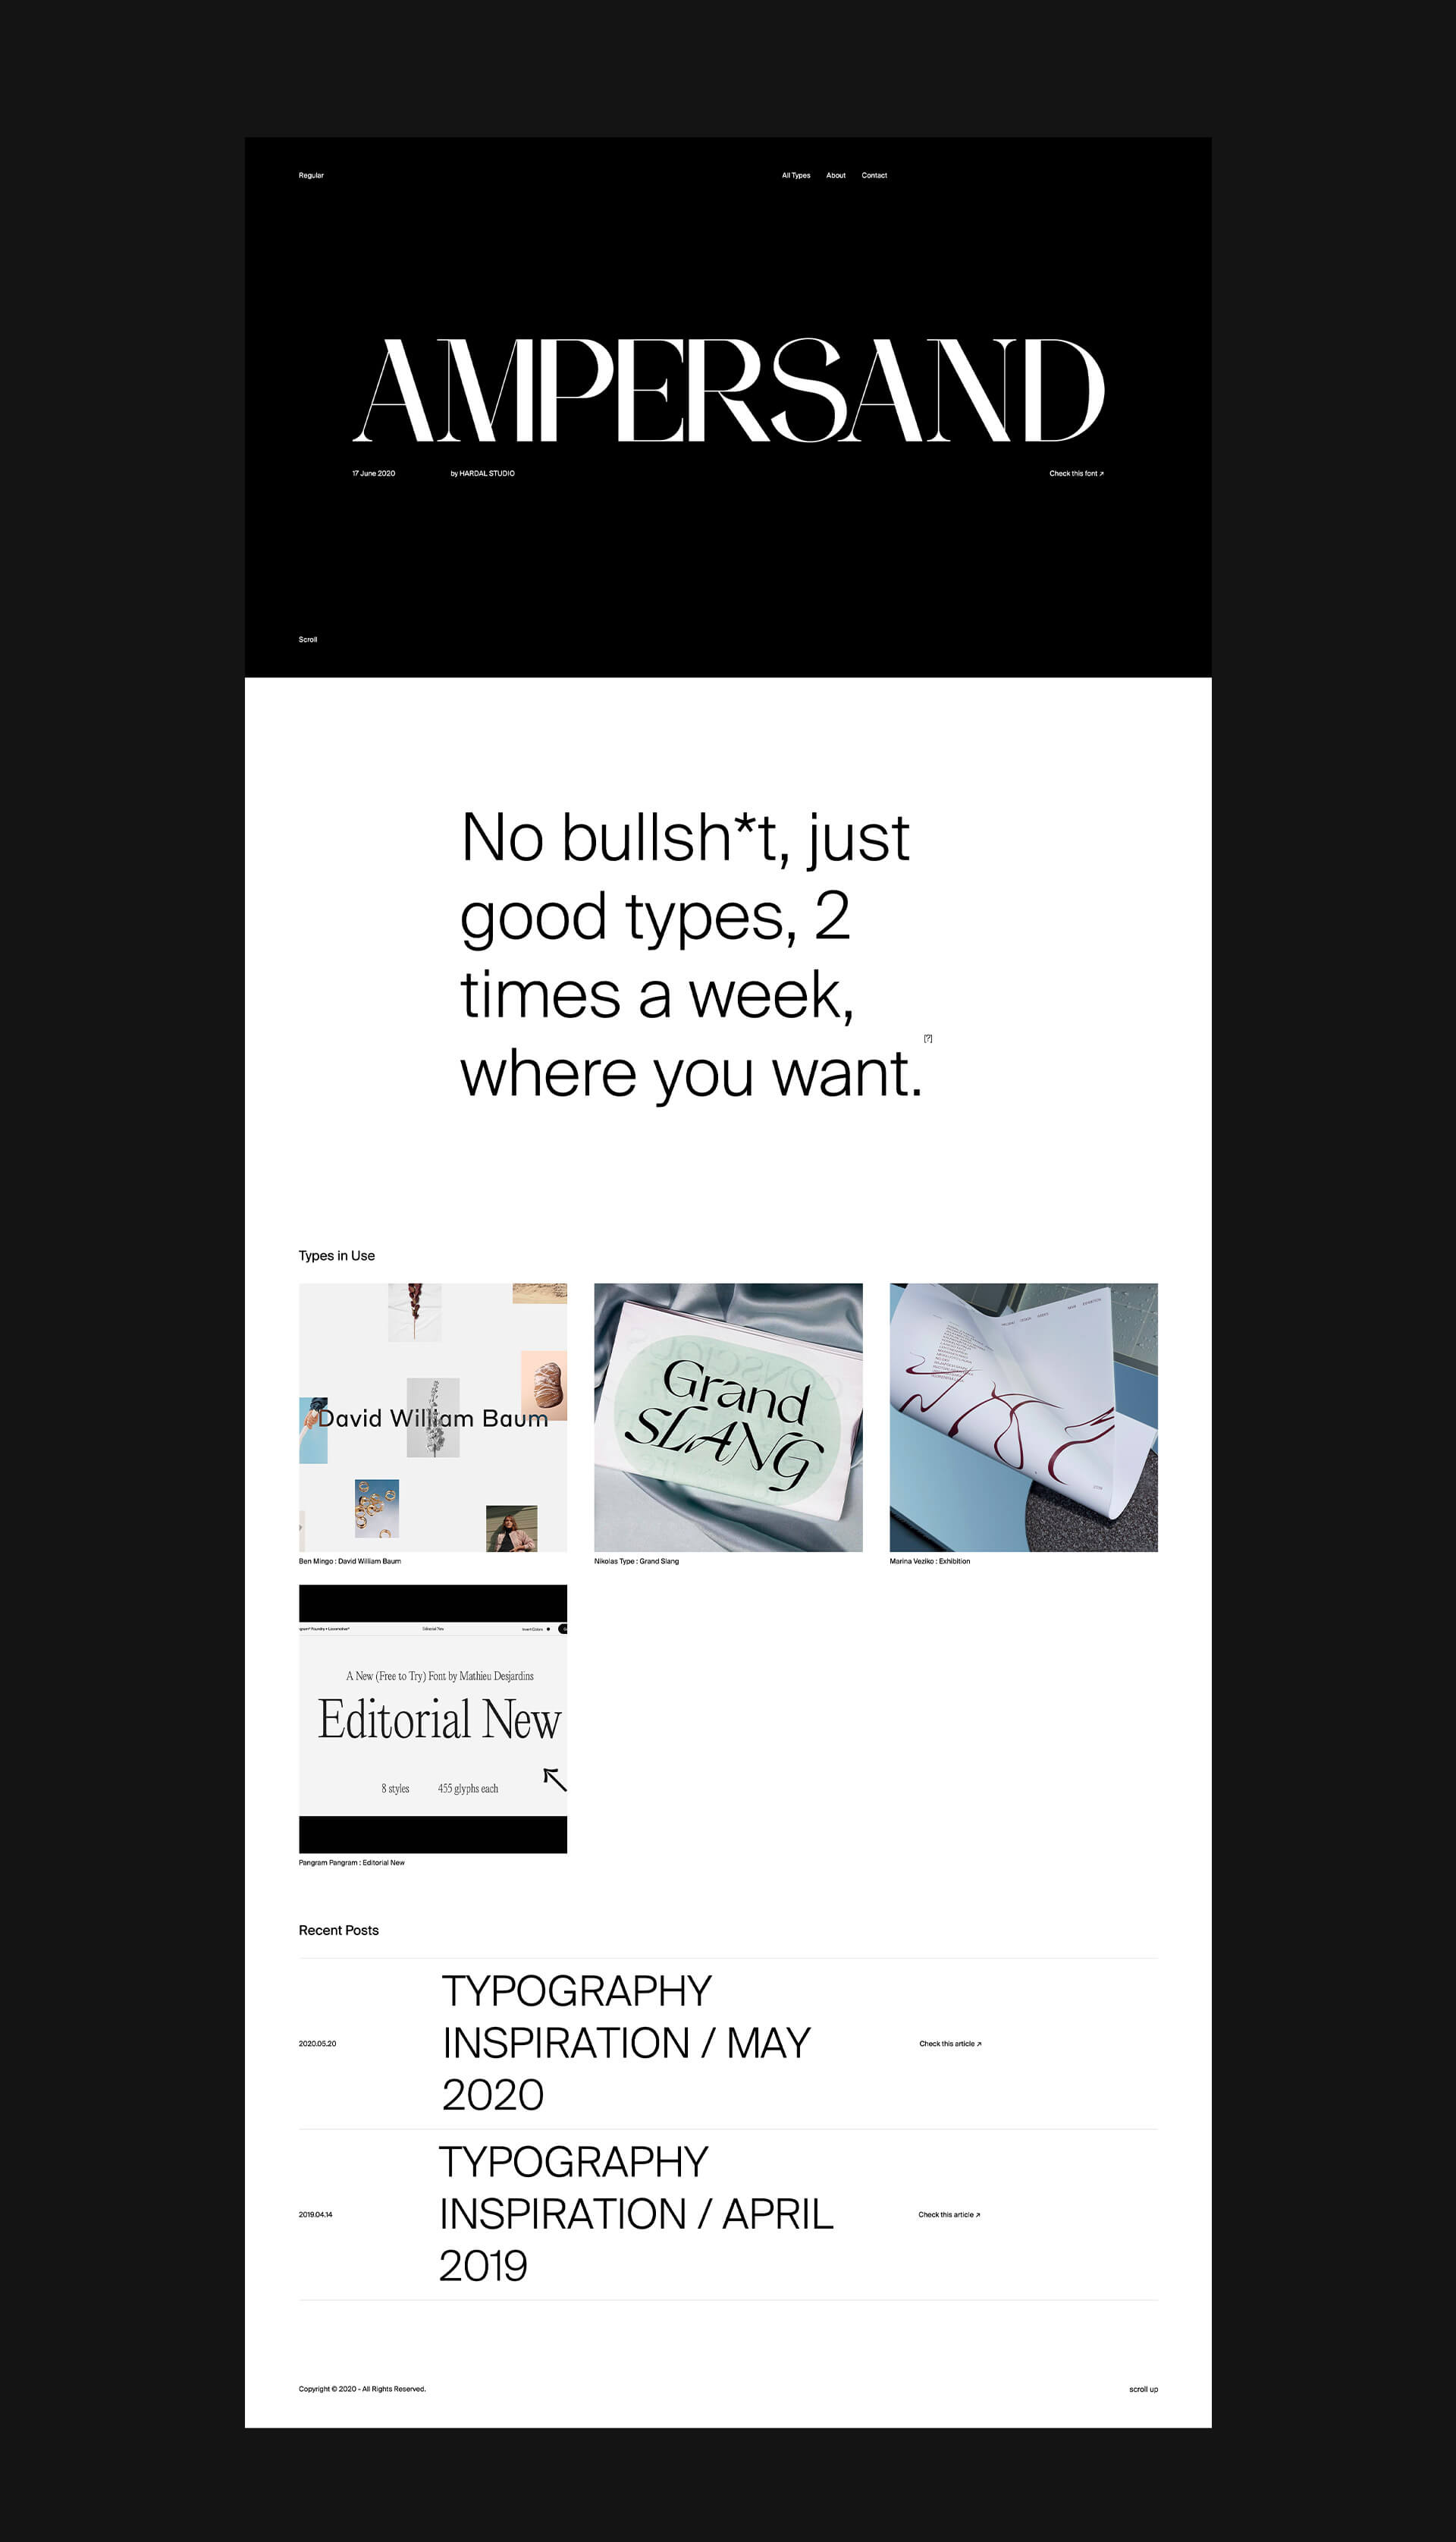 Regular
All Types About Contact
AMPERSAND
17 June 2020 by HARDAL STUDIO Check this font ↗
Scroll
No bullsh*t, just
good types, 2
times a week,
where you want.
[?]
Types in Use
David William Baum
Grand
SLANG
Ben Mingo : David William Baum
Nikolas Type : Grand Slang
Marina Veziko : Exhibition
Editorial New
A New (Free to Try) Font by Mathieu Desjardins
Editorial New
8 styles 455 glyphs each
Pangram Pangram : Editorial New
Recent Posts
2020.05.20
TYPOGRAPHY
INSPIRATION / MAY
2020
Check this article ↗
2019.04.14
TYPOGRAPHY
INSPIRATION / APRIL
2019
Check this article ↗
Copyright © 2020 - All Rights Reserved.
scroll up